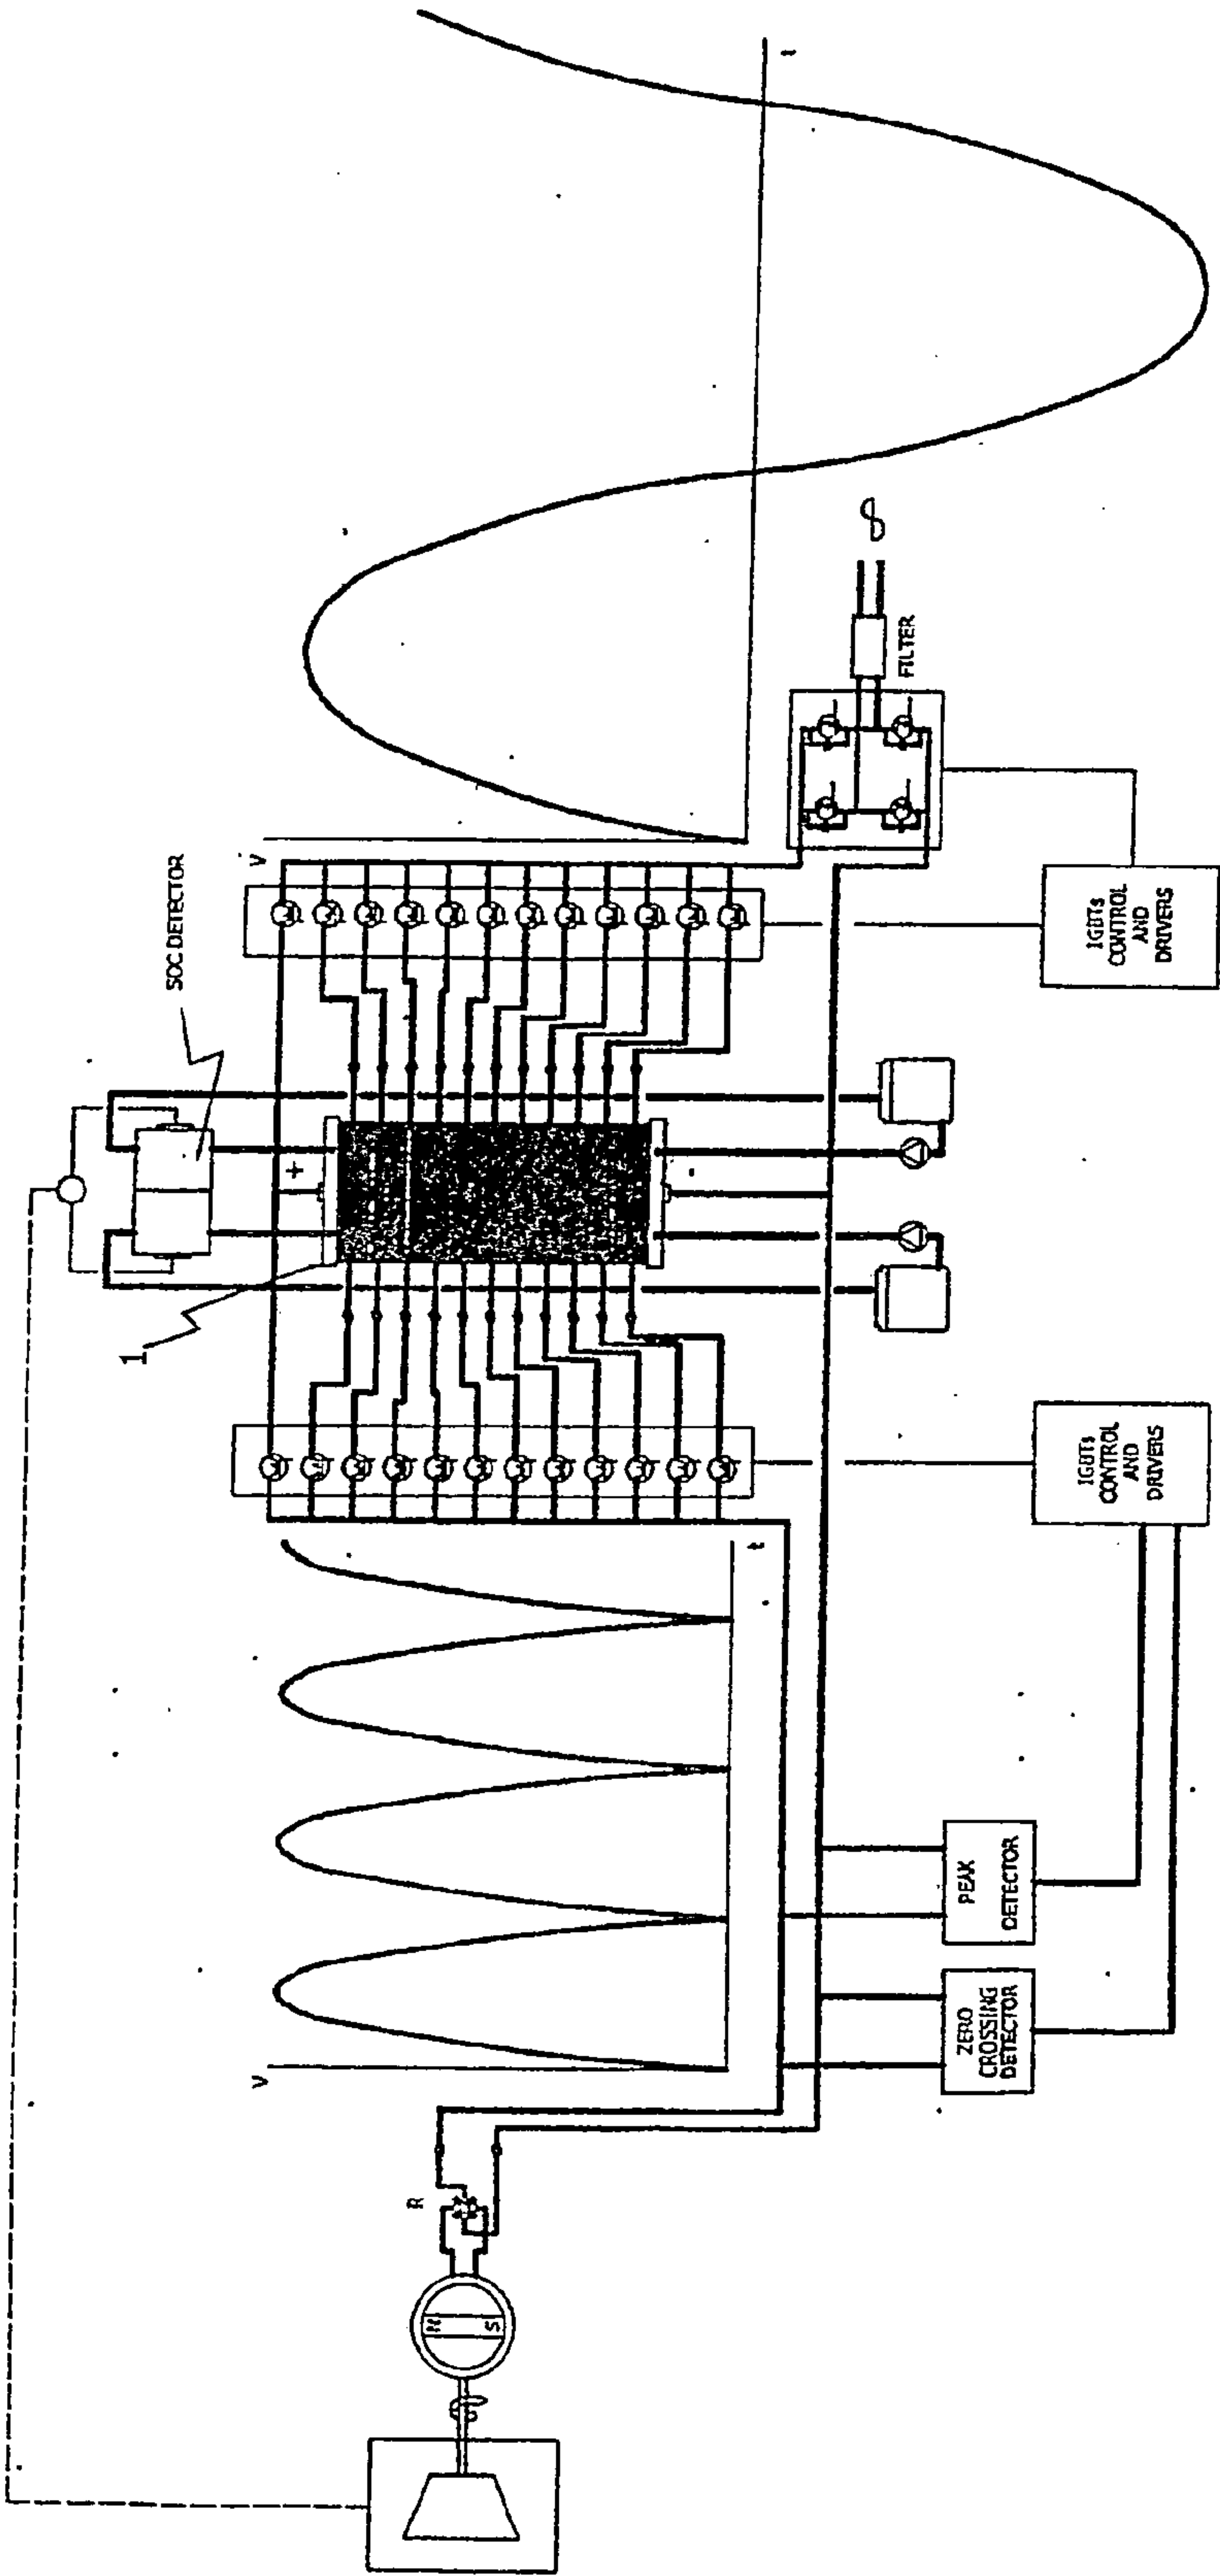 SOC DETECTOR
1
+
-
V
t
V
t
R
N
S
FILTER
IGBTs
CONTROL
AND
DRIVERS
IGBTs
CONTROL
AND
DRIVERS
PEAK
DETECTOR
ZERO
CROSSING
DETECTOR